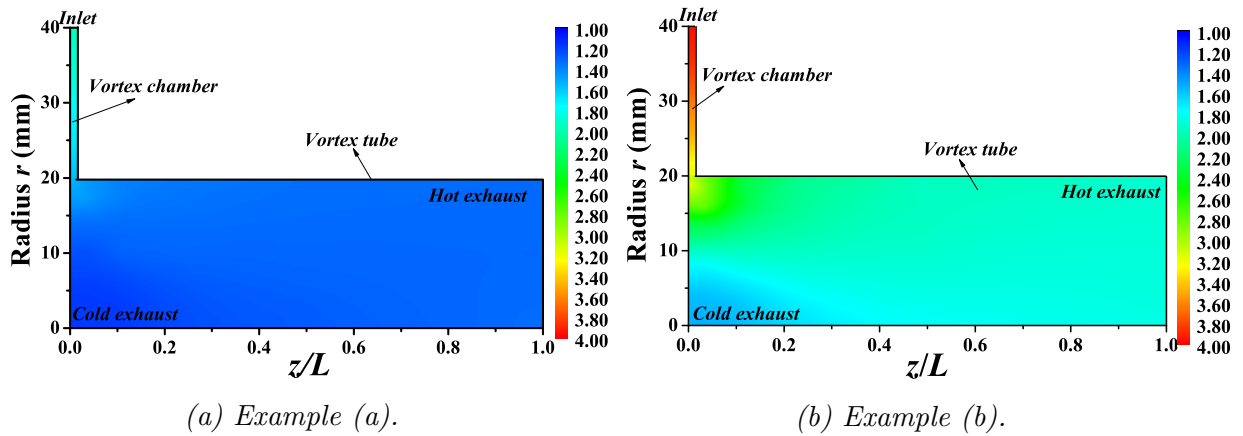 Inlet
40
Vortex chamber
30
Vortex tube
20
Hot exhaust
10
Cold exhaust
0
Radius r (mm)
0.0 0.2 0.4 0.6 0.8 1.0
z/L
1.00
1.20
1.40
1.60
1.80
2.00
2.20
2.40
2.60
2.80
3.00
3.20
3.40
3.60
3.80
4.00
(a) Example (a).
Inlet
40
Vortex chamber
30
Vortex tube
20
Hot exhaust
10
Cold exhaust
0
Radius r (mm)
0.0 0.2 0.4 0.6 0.8 1.0
z/L
1.00
1.20
1.40
1.60
1.80
2.00
2.20
2.40
2.60
2.80
3.00
3.20
3.40
3.60
3.80
4.00
(b) Example (b).